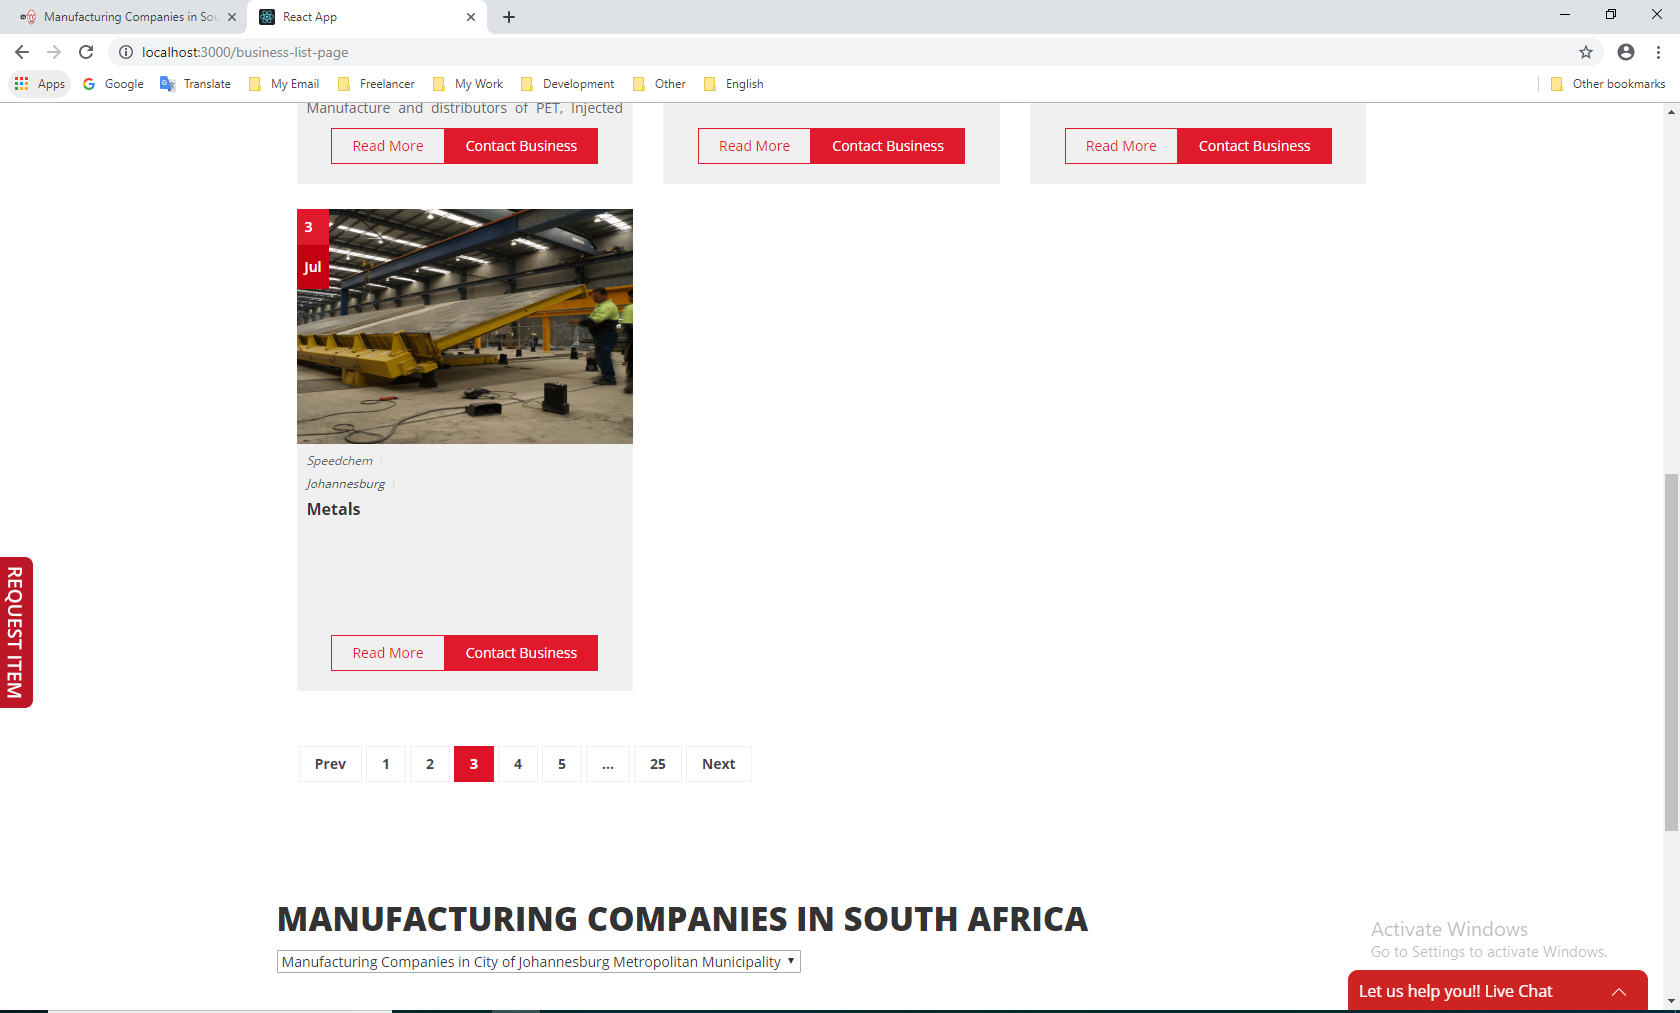 Manufacturing Companies in Sou
React App
localhost:3000/business-list-page
Apps Google Translate My Email Freelancer My Work Development Other English Other bookmarks
Manufacture and distributors of PET, Injected
Read More Contact Business Read More Contact Business Read More Contact Business
3
Jul
Speedchem
Johannesburg
Metals
Read More Contact Business
REQUEST ITEM
Prev 1 2 3 4 5 ... 25 Next
MANUFACTURING COMPANIES IN SOUTH AFRICA
Manufacturing Companies in City of Johannesburg Metropolitan Municipality
Activate Windows
Go to Settings to activate Windows.
Let us help you!! Live Chat